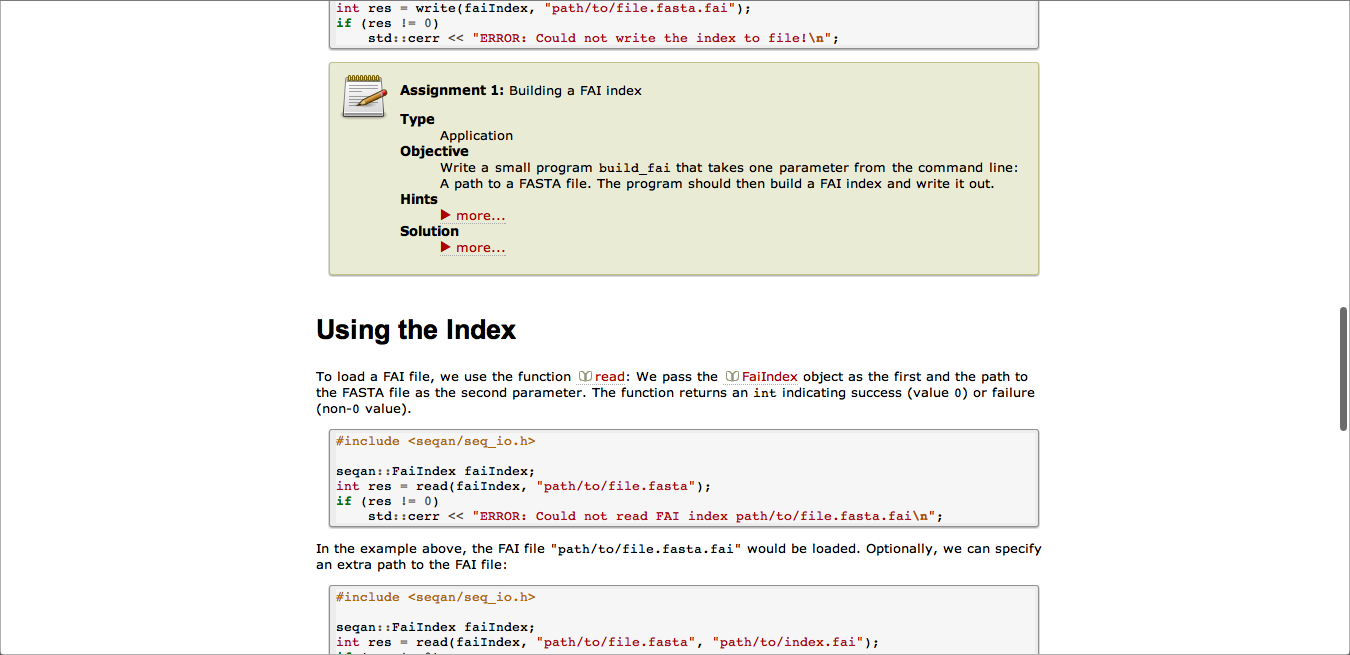 int res = write(faiIndex, "path/to/file.fasta.fai");
if (res != 0)
std::cerr << "ERROR: Could not write the index to file!\n";
Assignment 1: Building a FAI index
Type
Application
Objective
Write a small program build_fai that takes one parameter from the command line:
A path to a FASTA file. The program should then build a FAI index and write it out.
Hints
more...
Solution
more...
Using the Index
To load a FAI file, we use the function read: We pass the FaiIndex object as the first and the path to
the FASTA file as the second parameter. The function returns an int indicating success (value 0) or failure
(non-0 value).
#include <seqan/seq_io.h>
seqan::FaiIndex faiIndex;
int res = read(faiIndex, "path/to/file.fasta");
if (res != 0)
std::cerr << "ERROR: Could not read FAI index path/to/file.fasta.fai\n";
In the example above, the FAI file "path/to/file.fasta.fai" would be loaded. Optionally, we can specify
an extra path to the FAI file:
#include <seqan/seq_io.h>
seqan::FaiIndex faiIndex;
int res = read(faiIndex, "path/to/file.fasta", "path/to/index.fai");